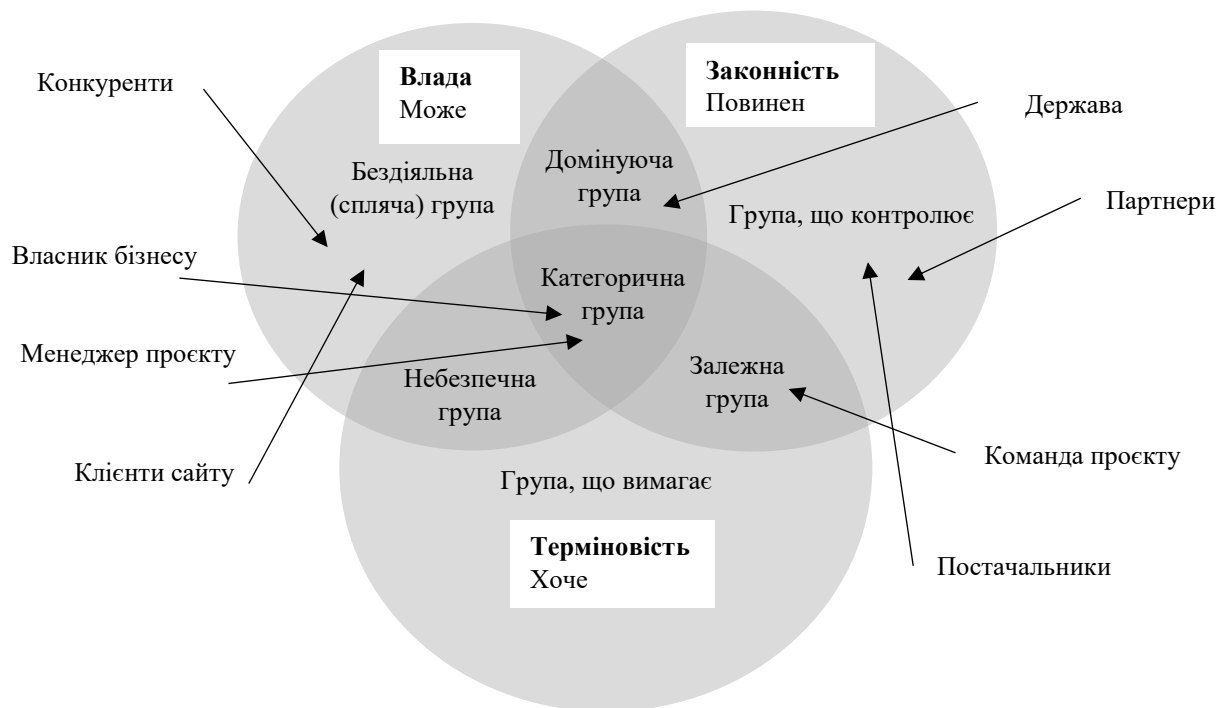 Влада
Може
Законність
Повинен
Конкуренти
Держава
Бездіяльна
(спляча) група
Домінуюча
група
Група, що контролює
Партнери
Власник бізнесу
Категорична
група
Менеджер проєкту
Небезпечна
група
Залежна
група
Клієнти сайту
Команда проєкту
Група, що вимагає
Терміновість
Хоче
Постачальники